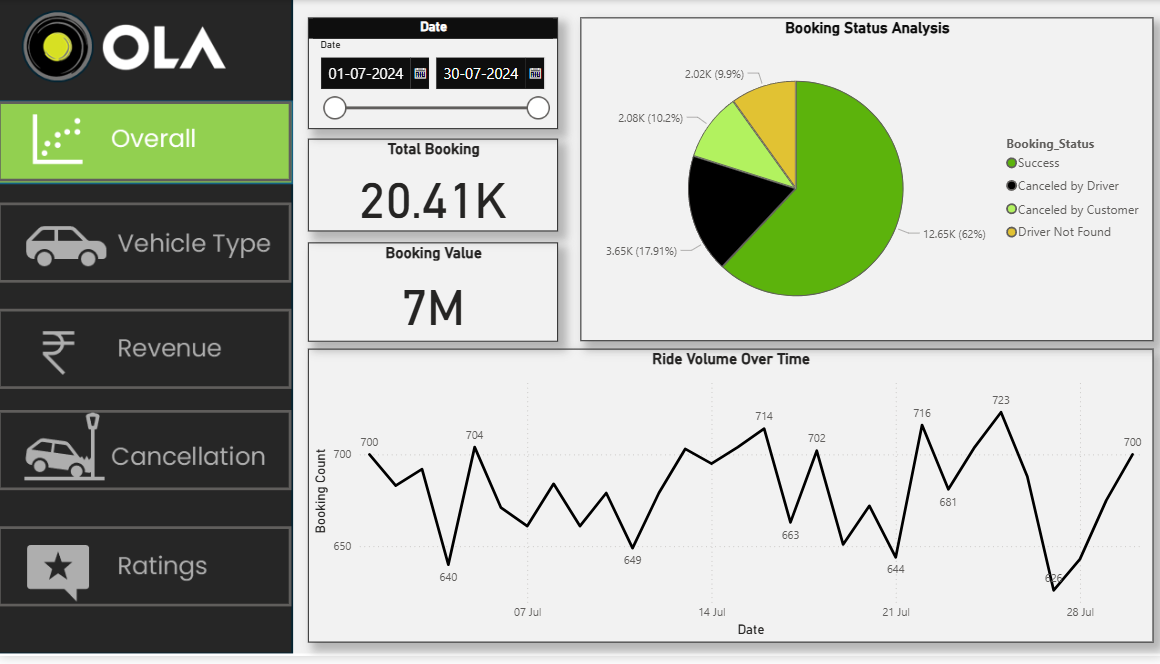 OLA
Overall
Vehicle Type
Revenue
Cancellation
Ratings
Date
Date
01-07-2024
30-07-2024
Total Booking
20.41K
Booking Value
7M
Booking Status Analysis
2.02K (9.9%)
2.08K (10.2%)
3.65K (17.91%)
12.65K (62%)
Booking_Status
Success
Canceled by Driver
Canceled by Customer
Driver Not Found
Ride Volume Over Time
Booking Count
700
650
700
640
704
649
714
663
702
644
716
681
723
626
700
07 Jul
14 Jul
21 Jul
28 Jul
Date